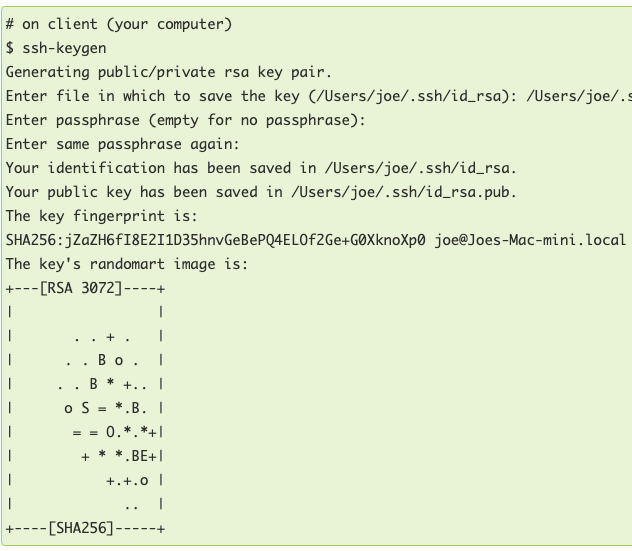 # on client (your computer)
$ ssh-keygen
Generating public/private rsa key pair.
Enter file in which to save the key (/Users/joe/.ssh/id_rsa): /Users/joe/.s
Enter passphrase (empty for no passphrase):
Enter same passphrase again:
Your identification has been saved in /Users/joe/.ssh/id_rsa.
Your public key has been saved in /Users/joe/.ssh/id_rsa.pub.
The key fingerprint is:
SHA256:jZaZH6fI8E2I1D35hnvGeBePQ4ELOf2Ge+G0XknoXp0 joe@Joes-Mac-mini.local
The key's randomart image is:
+---[RSA 3072]----+
|                 |
|       . . + .   |
|      . . B o .  |
|     . . B * +.. |
|      o S = *.B. |
|       = = O.*.*+|
|        + * *.BE+|
|           +.+.o |
|             ..  |
+----[SHA256]-----+